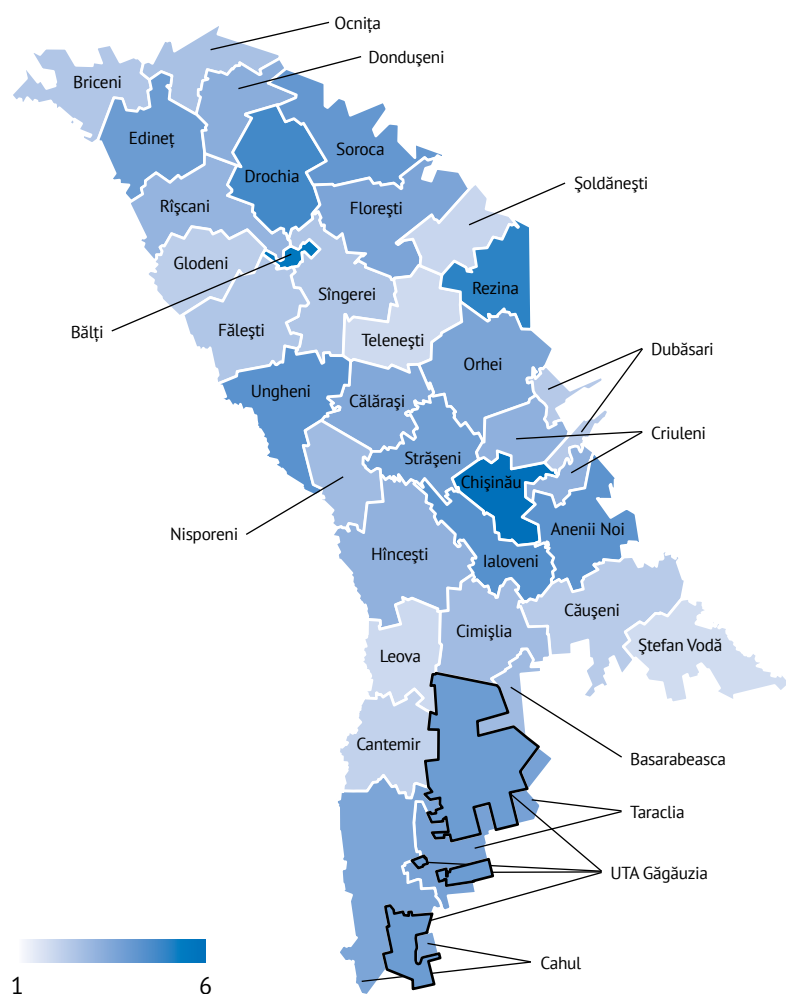 Ocnița
Dondușeni
Briceni
Edineț
Soroca
Drochia
Șoldănești
Rîșcani
Florești
Glodeni
Rezina
Sîngerei
Bălți
Fălești
Telenești
Dubăsari
Orhei
Ungheni
Călărași
Criuleni
Strășeni
Chișinău
Nisporeni
Anenii Noi
Hîncești
Ialoveni
Căușeni
Cimișlia
Ștefan Vodă
Leova
Cantemir
Basarabeasca
Taraclia
UTA Găgăuzia
Cahul
1
6